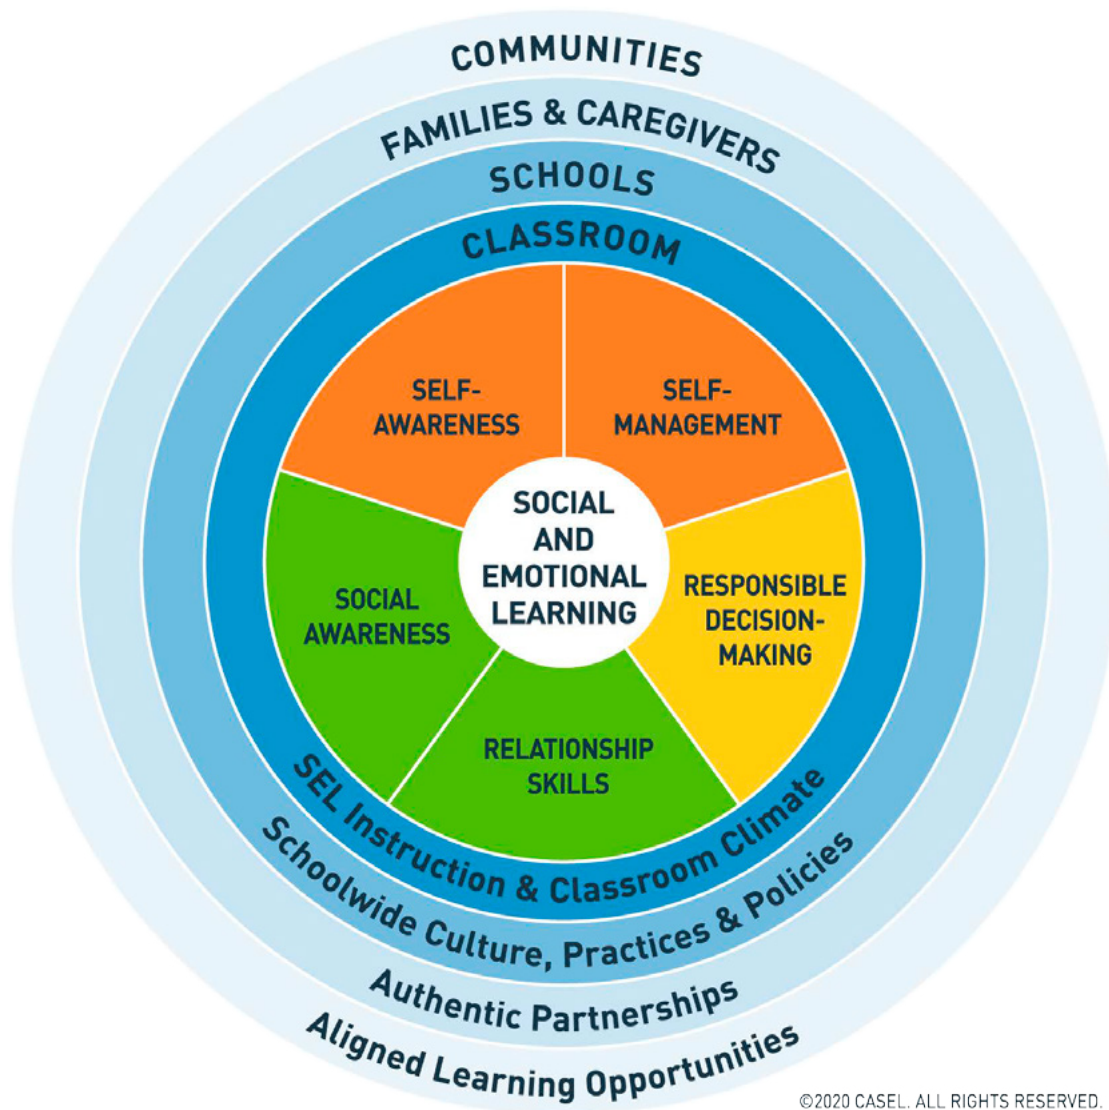 COMMUNITIES
FAMILIES & CAREGIVERS
SCHOOLS
CLASSROOM
SELF-
AWARENESS
SELF-
MANAGEMENT
SOCIAL
AND
EMOTIONAL
LEARNING
SOCIAL
AWARENESS
RESPONSIBLE
DECISION-
MAKING
RELATIONSHIP
SKILLS
SEL Instruction & Classroom Climate
Schoolwide Culture, Practices & Policies
Authentic Partnerships
Aligned Learning Opportunities
©2020 CASEL. ALL RIGHTS RESERVED.